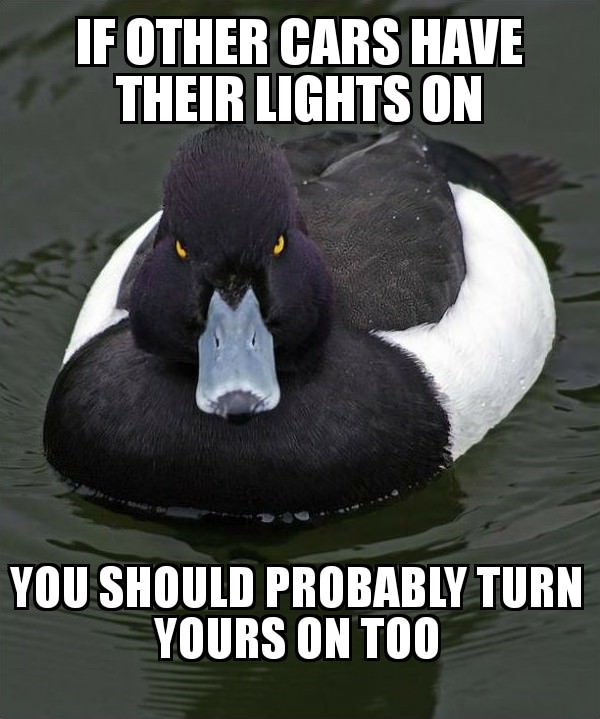 IF OTHER CARS HAVE
THEIR LIGHTS ON
YOU SHOULD PROBABLY TURN
YOURS ON TOO